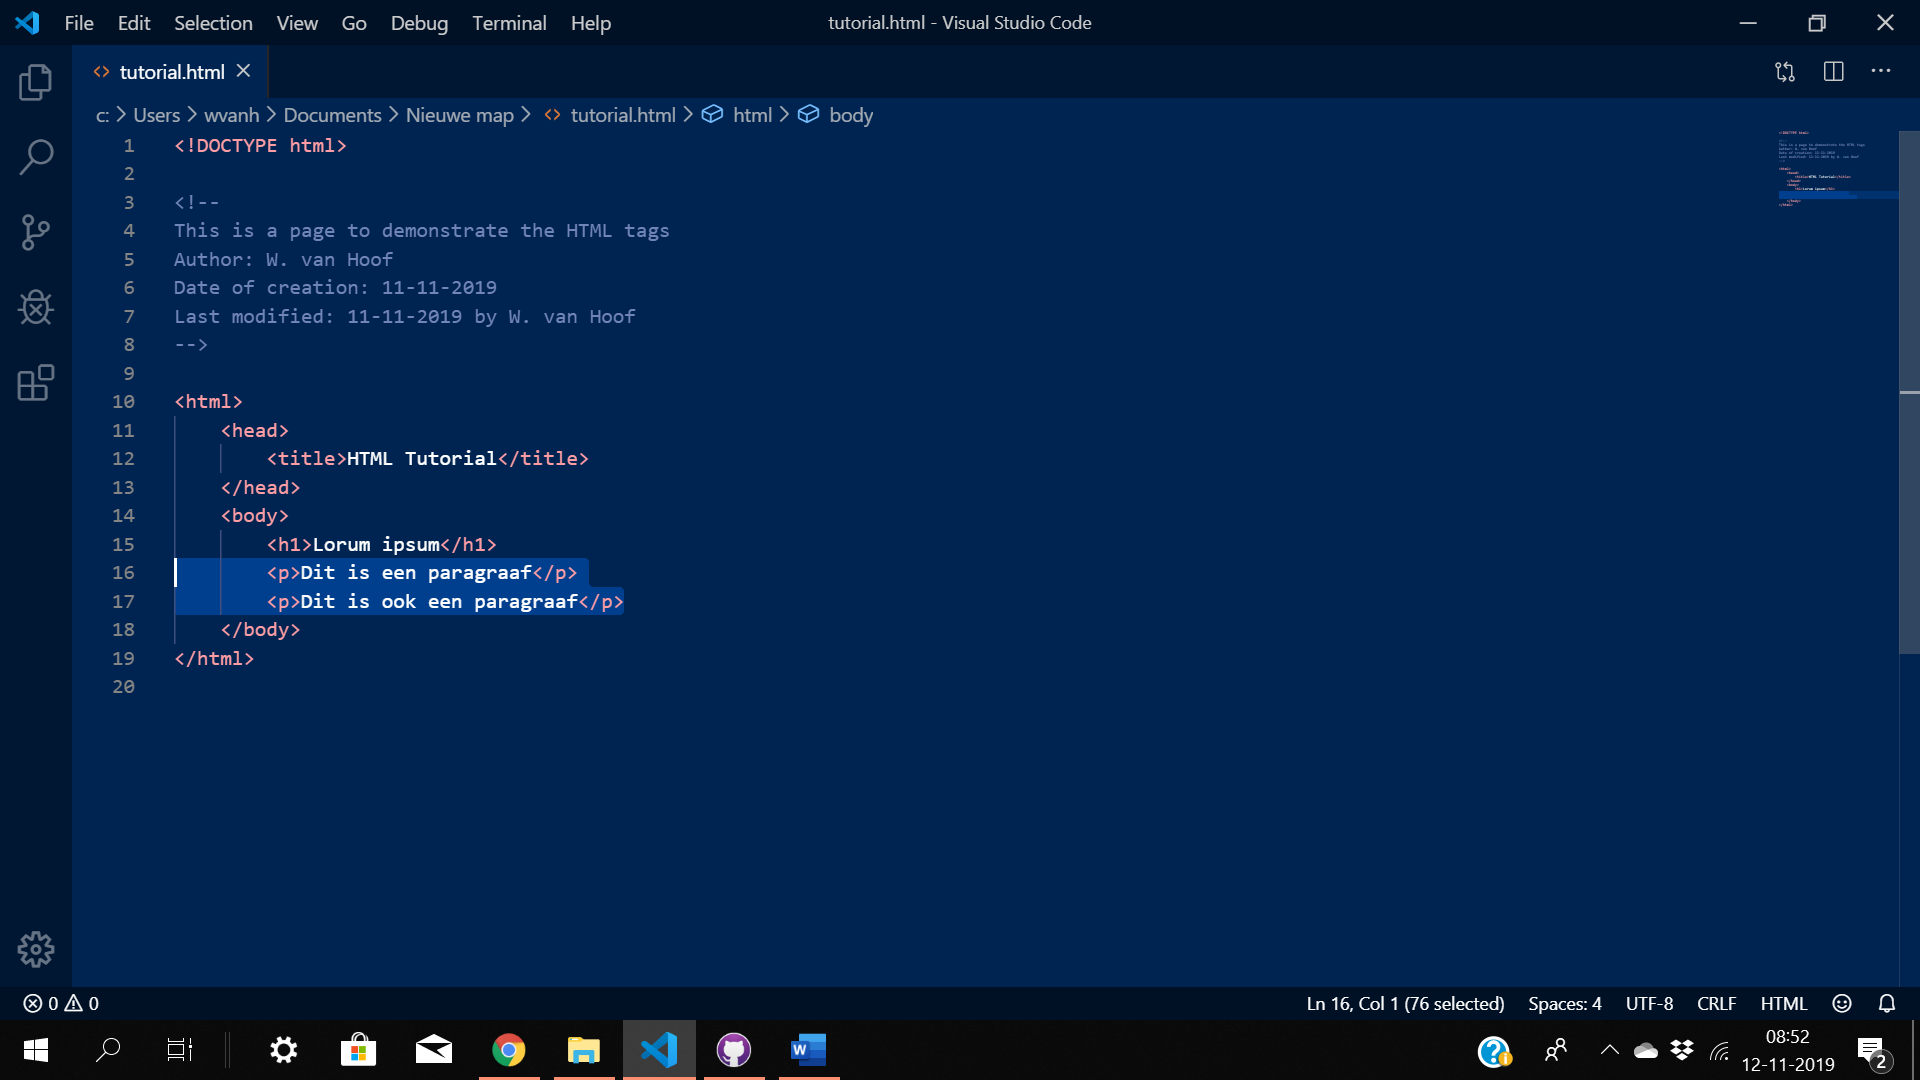 File Edit Selection View Go Debug Terminal Help
tutorial.html - Visual Studio Code
tutorial.html
c: > Users > wvanh > Documents > Nieuwe map > tutorial.html > html > body
1 <!DOCTYPE html>
2
3 <!--
4 This is a page to demonstrate the HTML tags
5 Author: W. van Hoof
6 Date of creation: 11-11-2019
7 Last modified: 11-11-2019 by W. van Hoof
8 -->
9
10 <html>
11 <head>
12 <title>HTML Tutorial</title>
13 </head>
14 <body>
15 <h1>Lorum ipsum</h1>
16 <p>Dit is een paragraaf</p>
17 <p>Dit is ook een paragraaf</p>
18 </body>
19 </html>
20
0 0
Ln 16, Col 1 (76 selected) Spaces: 4 UTF-8 CRLF HTML
08:52
12-11-2019
2